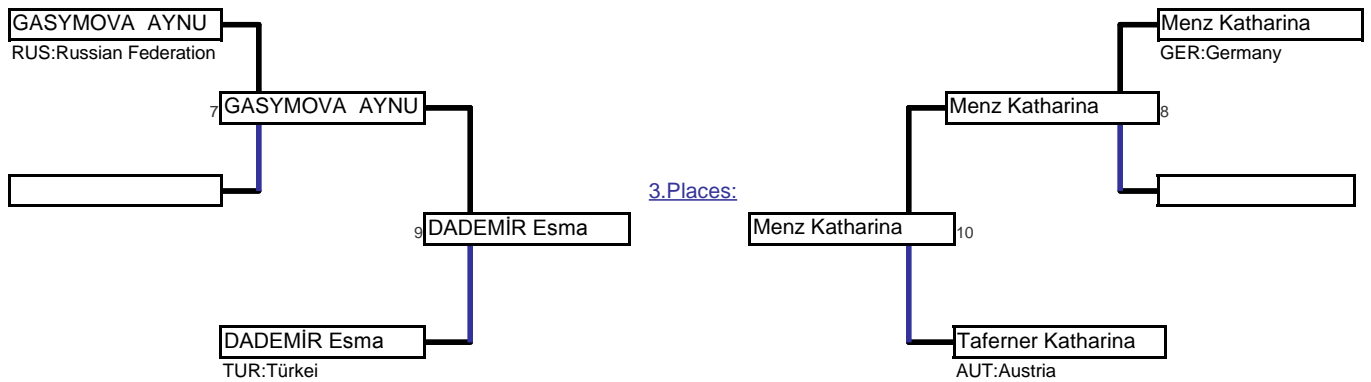 GASYMOVA AYNU
RUS:Russian Federation
7 GASYMOVA AYNU
9 DADEMİR Esma
DADEMİR Esma
TUR:Türkei
3.Places:
Menz Katharina
GER:Germany
Menz Katharina 8
Menz Katharina 10
Taferner Katharina
AUT:Austria